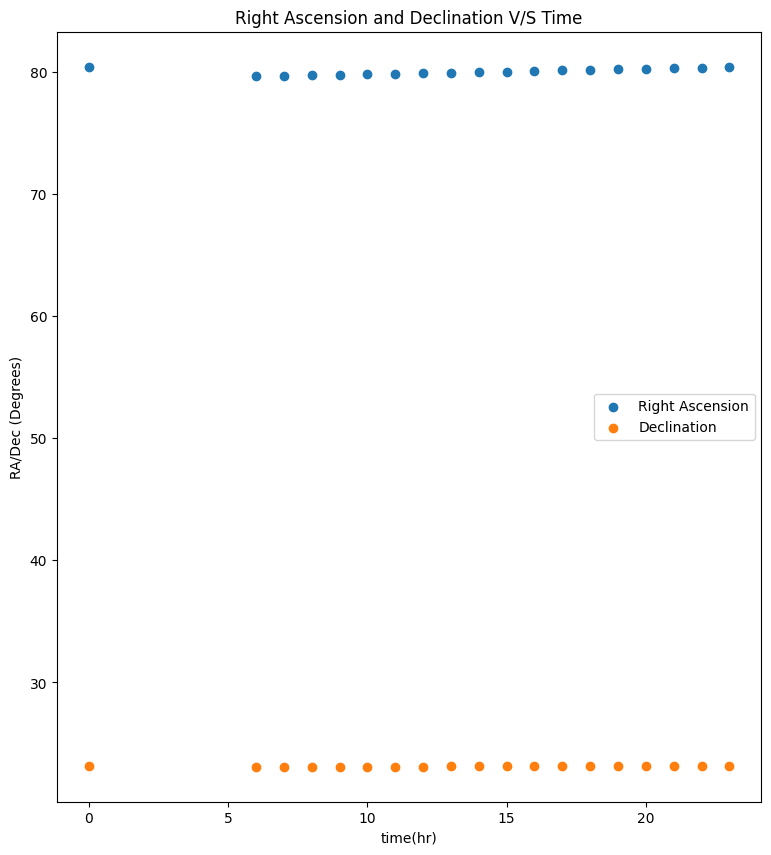 Right Ascension and Declination V/S Time
80
70
60
50
40
30
RA/Dec (Degrees)
Right Ascension
Declination
0
5
10
15
20
time(hr)